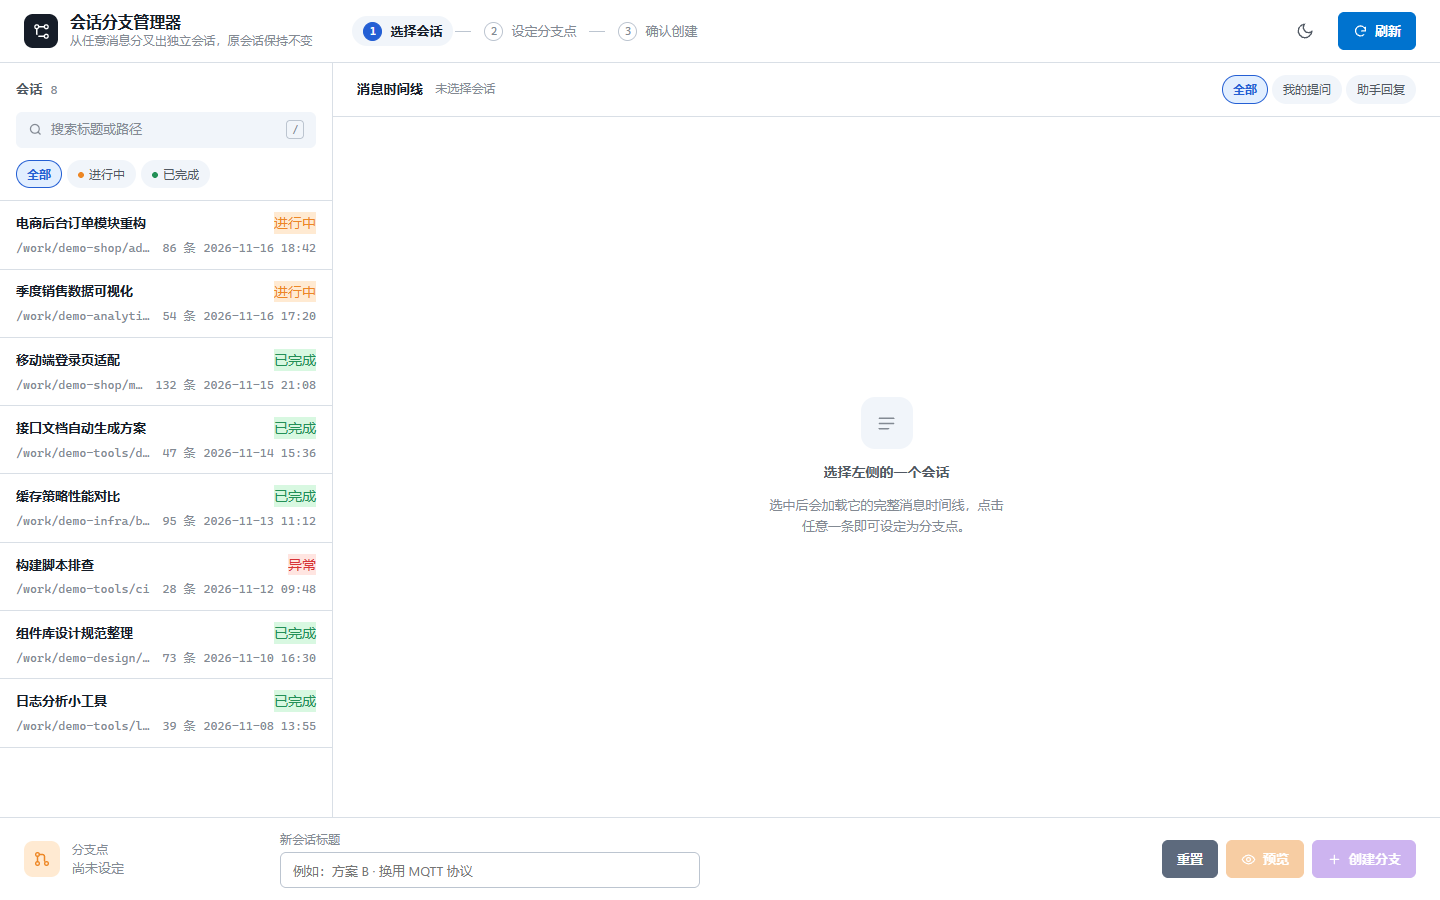 会话分支管理器
从任意消息分叉出独立会话，原会话保持不变
1 选择会话 2 设定分支点 3 确认创建
刷新
会话 8
搜索标题或路径 /
全部 进行中 已完成
电商后台订单模块重构 进行中
/work/demo-shop/ad… 86 条 2026-11-16 18:42
季度销售数据可视化 进行中
/work/demo-analyti… 54 条 2026-11-16 17:20
移动端登录页适配 已完成
/work/demo-shop/m… 132 条 2026-11-15 21:08
接口文档自动生成方案 已完成
/work/demo-tools/d… 47 条 2026-11-14 15:36
缓存策略性能对比 已完成
/work/demo-infra/b… 95 条 2026-11-13 11:12
构建脚本排查 异常
/work/demo-tools/ci 28 条 2026-11-12 09:48
组件库设计规范整理 已完成
/work/demo-design/… 73 条 2026-11-10 16:30
日志分析小工具 已完成
/work/demo-tools/l… 39 条 2026-11-08 13:55
消息时间线 未选择会话
全部 我的提问 助手回复
选择左侧的一个会话
选中后会加载它的完整消息时间线，点击
任意一条即可设定为分支点。
分支点
尚未设定
新会话标题
例如：方案 B · 换用 MQTT 协议
重置 预览 创建分支